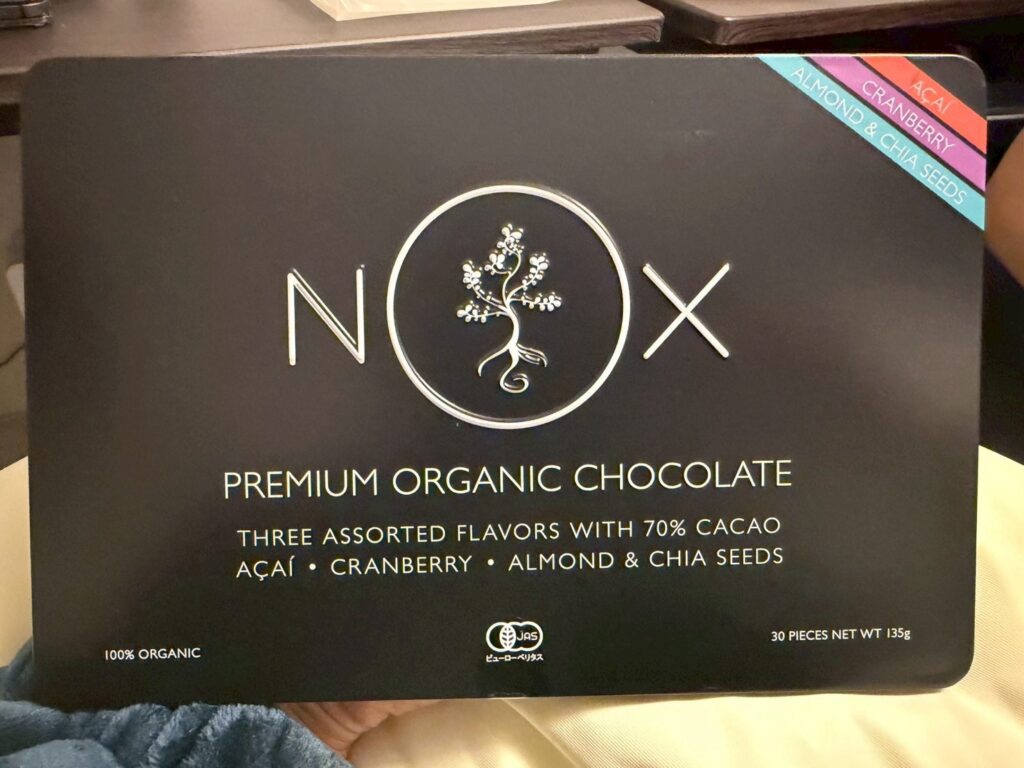 AÇAÍ
CRANBERRY
ALMOND & CHIA SEEDS
NOX
PREMIUM ORGANIC CHOCOLATE
THREE ASSORTED FLAVORS WITH 70% CACAO
AÇAÍ • CRANBERRY • ALMOND & CHIA SEEDS
100% ORGANIC
JAS
ビューローベリタス
30 PIECES NET WT 135g